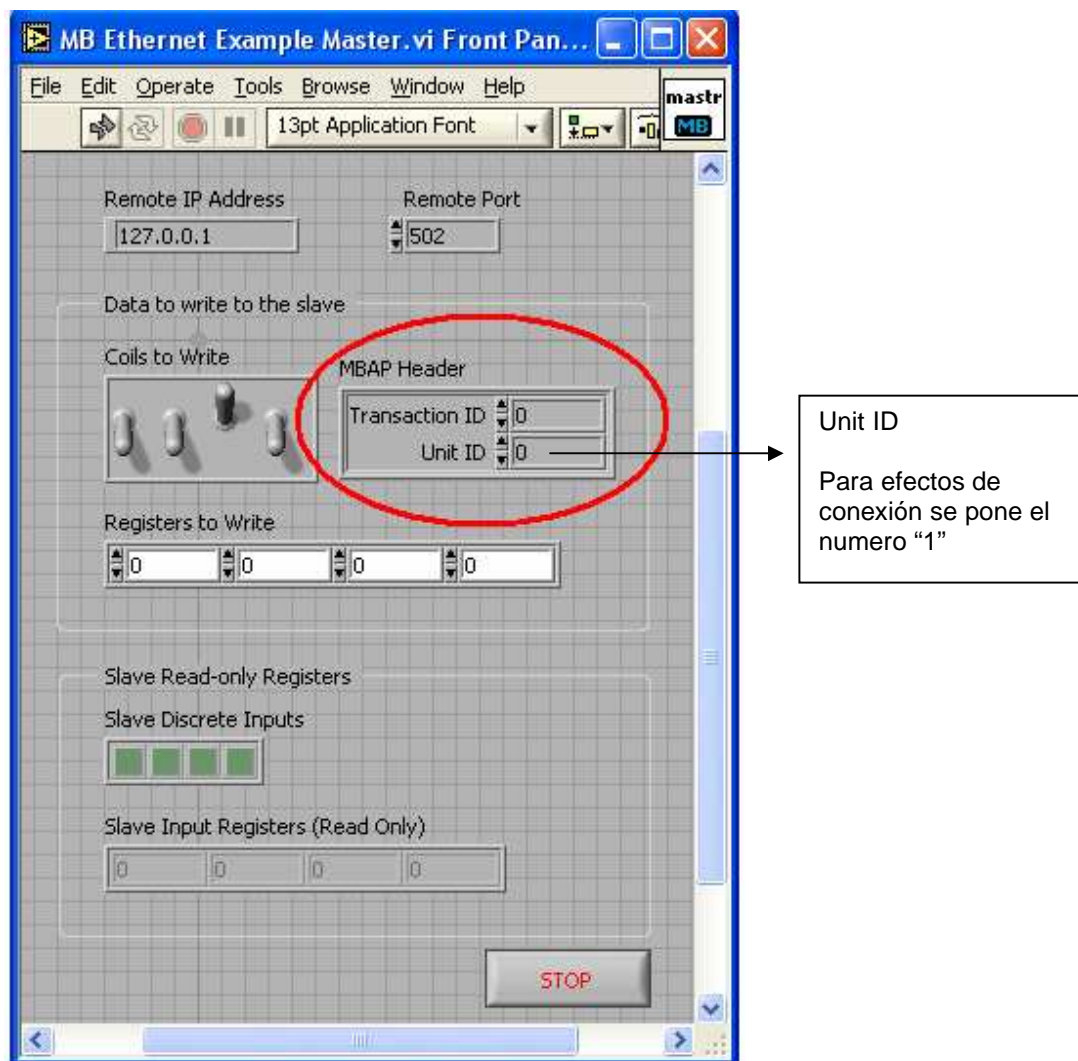 MB Ethernet Example Master.vi Front Pan...
File Edit Operate Tools Browse Window Help
mastr
MB
13pt Application Font
Remote IP Address Remote Port
127.0.0.1 502
Data to write to the slave
Coils to Write
MBAP Header
Transaction ID 0
Unit ID 0
Registers to Write
0 0 0 0
Slave Read-only Registers
Slave Discrete Inputs
Slave Input Registers (Read Only)
0 0 0 0
STOP
Unit ID
Para efectos de
conexión se pone el
numero “1”